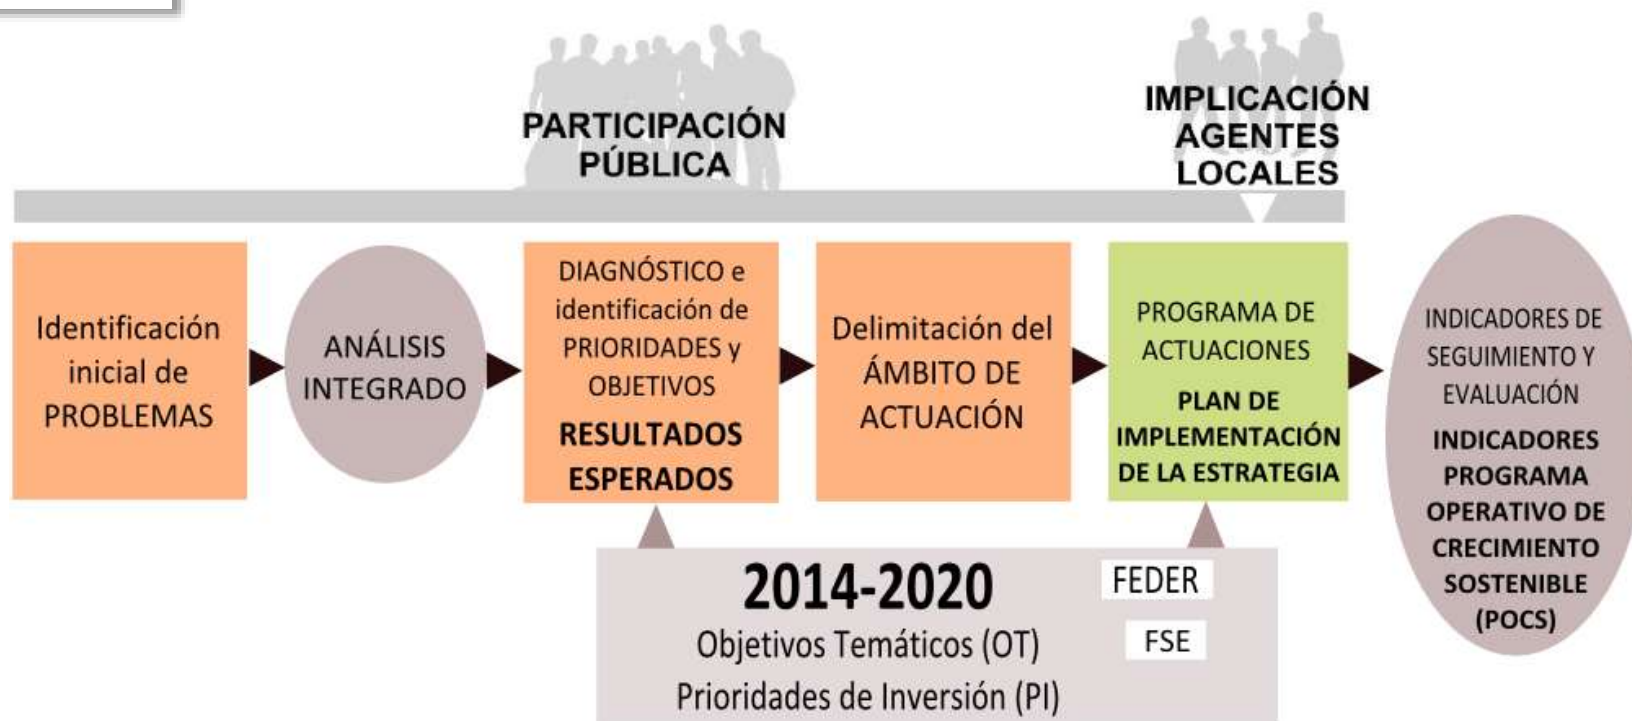 PARTICIPACIÓN
PÚBLICA
IMPLICACIÓN
AGENTES
LOCALES
Identificación
inicial de
PROBLEMAS
ANÁLISIS
INTEGRADO
DIAGNÓSTICO e
identificación de
PRIORIDADES y
OBJETIVOS
RESULTADOS
ESPERADOS
Delimitación del
ÁMBITO DE
ACTUACIÓN
PROGRAMA DE
ACTUACIONES
PLAN DE
IMPLEMENTACIÓN
DE LA ESTRATEGIA
INDICADORES DE
SEGUIMIENTO Y
EVALUACIÓN
INDICADORES
PROGRAMA
OPERATIVO DE
CRECIMIENTO
SOSTENIBLE
(POCS)
2014-2020
Objetivos Temáticos (OT)
Prioridades de Inversión (PI)
FEDER
FSE